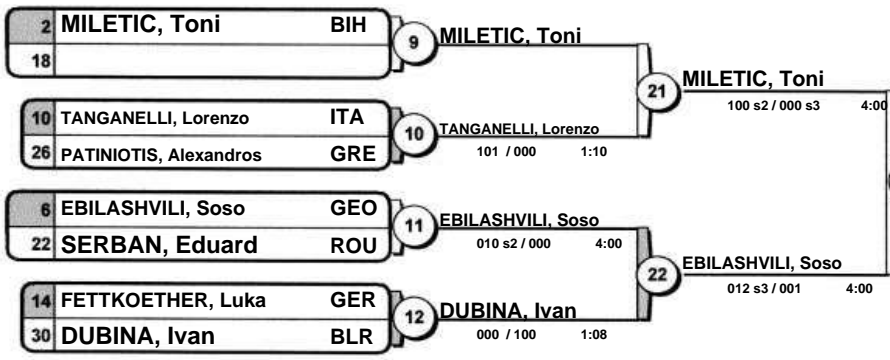 2 MILETIC, Toni BIH
18
9
MILETIC, Toni
10 TANGANELLI, Lorenzo ITA
26 PATINIOTIS, Alexandros GRE
10
TANGANELLI, Lorenzo
101 / 000 1:10
21
MILETIC, Toni
100 s2 / 000 s3 4:00
6 EBILASHVILI, Soso GEO
22 SERBAN, Eduard ROU
11
EBILASHVILI, Soso
010 s2 / 000 4:00
14 FETTKOETHER, Luka GER
30 DUBINA, Ivan BLR
12
DUBINA, Ivan
000 / 100 1:08
22
EBILASHVILI, Soso
012 s3 / 001 4:00